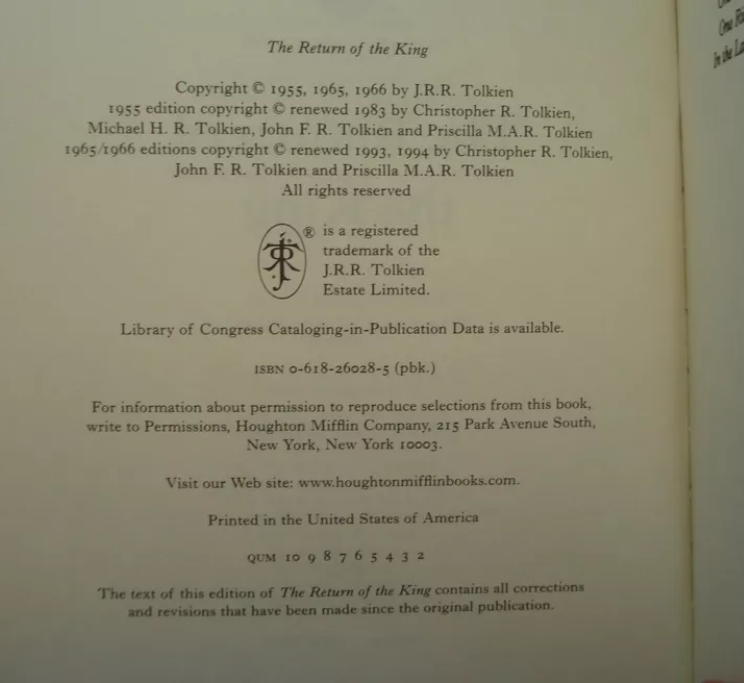 The Return of the King
Copyright © 1955, 1965, 1966 by J.R.R. Tolkien
1955 edition copyright © renewed 1983 by Christopher R. Tolkien,
Michael H. R. Tolkien, John F. R. Tolkien and Priscilla M.A.R. Tolkien
1965/1966 editions copyright © renewed 1993, 1994 by Christopher R. Tolkien,
John F. R. Tolkien and Priscilla M.A.R. Tolkien
All rights reserved
® is a registered
trademark of the
J.R.R. Tolkien
Estate Limited.
Library of Congress Cataloging-in-Publication Data is available.
ISBN 0-618-26028-5 (pbk.)
For information about permission to reproduce selections from this book,
write to Permissions, Houghton Mifflin Company, 215 Park Avenue South,
New York, New York 10003.
Visit our Web site: www.houghtonmifflinbooks.com.
Printed in the United States of America
QUM 10 9 8 7 6 5 4 3 2
The text of this edition of The Return of the King contains all corrections
and revisions that have been made since the original publication.
One
In the